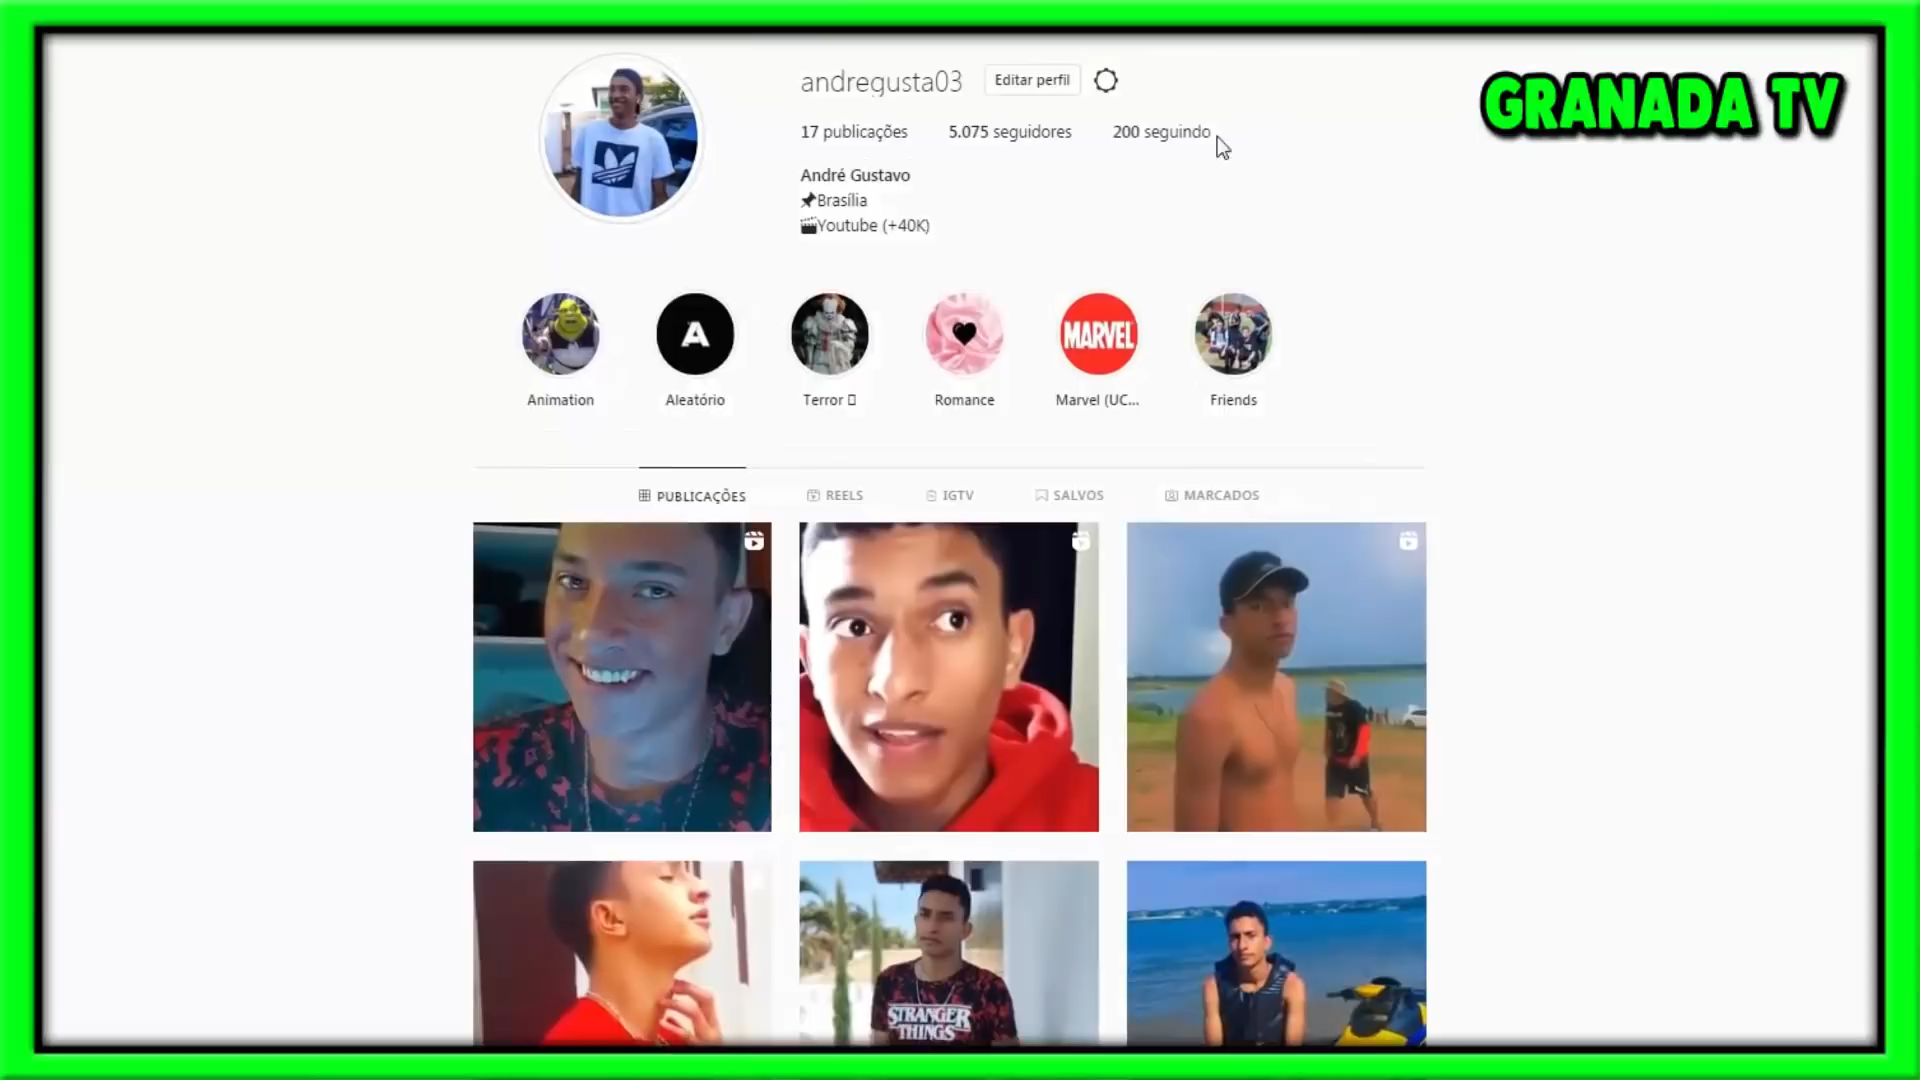 GRANADA TV
andregusta03 Editar perfil
17 publicações 5.075 seguidores 200 seguindo
André Gustavo
📌Brasília
🎬Youtube (+40K)
A
MARVEL
Animation Aleatório Terror Romance Marvel (UC... Friends
PUBLICAÇÕES REELS IGTV SALVOS MARCADOS
STRANGER
THINGS